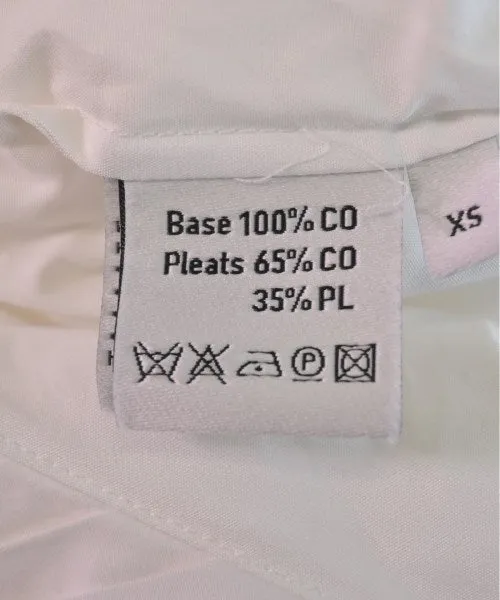 Base 100% CO
Pleats 65% CO
35% PL
P
XS